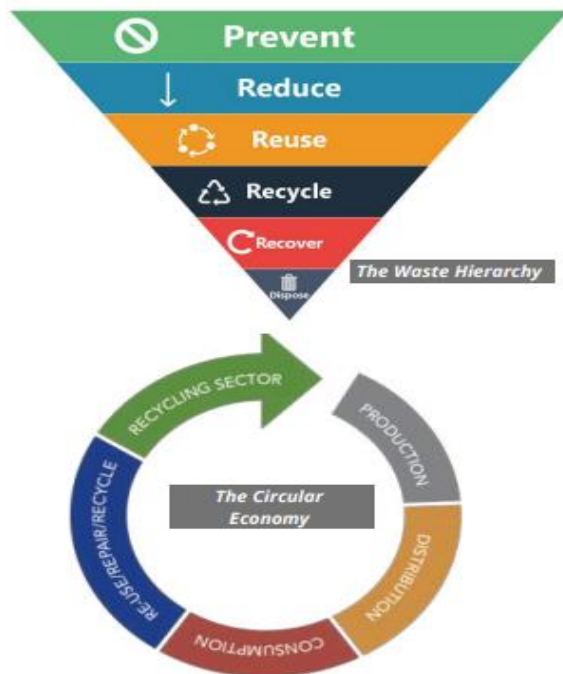 Prevent
Reduce
Reuse
Recycle
Recover
Dispose
The Waste Hierarchy
RECYCLING SECTOR
PRODUCTION
DISTRIBUTION
CONSUMPTION
RE-USE/REPAIR/RECYCLE
The Circular
Economy